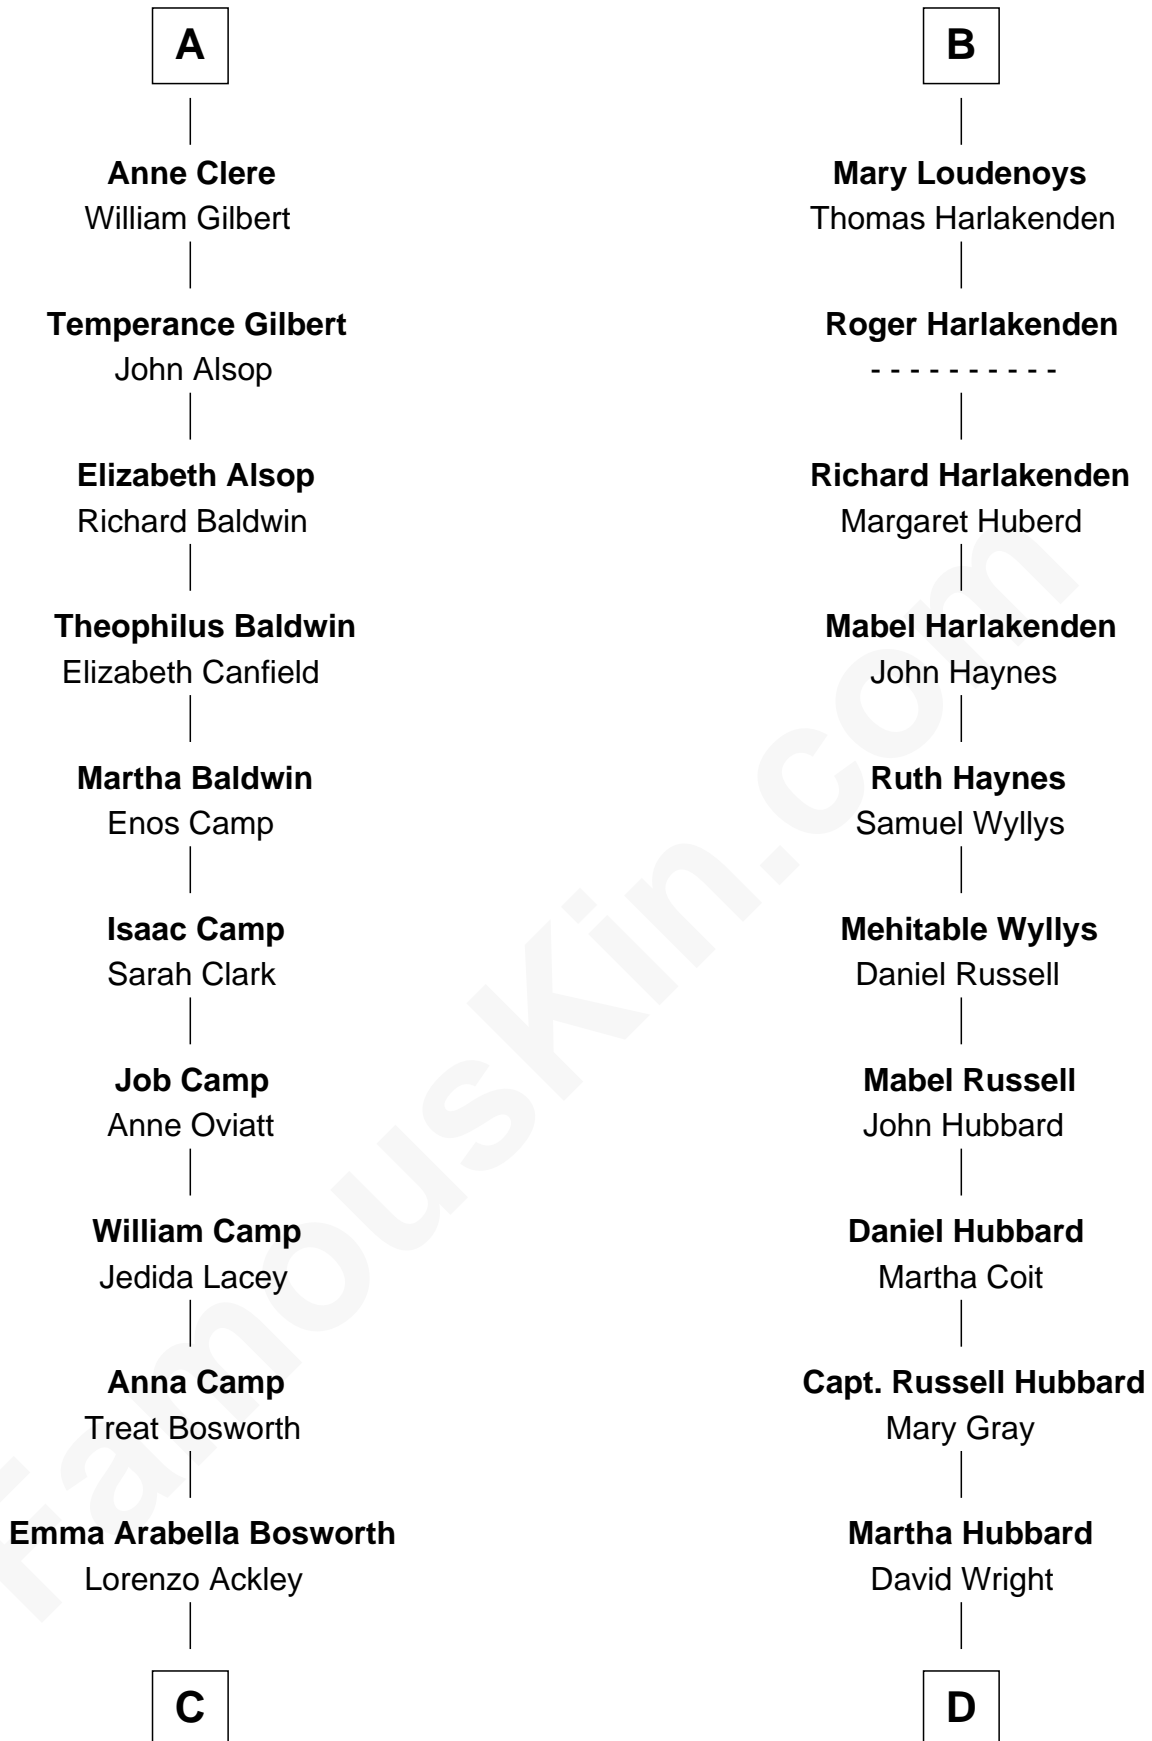 A
Anne Clere
William Gilbert
Temperance Gilbert
John Alsop
Elizabeth Alsop
Richard Baldwin
Theophilus Baldwin
Elizabeth Canfield
Martha Baldwin
Enos Camp
Isaac Camp
Sarah Clark
Job Camp
Anne Oviatt
William Camp
Jedida Lacey
Anna Camp
Treat Bosworth
Emma Arabella Bosworth
Lorenzo Ackley
C
B
Mary Loudenoys
Thomas Harlakenden
Roger Harlakenden
- - - - - - - - - -
Richard Harlakenden
Margaret Huberd
Mabel Harlakenden
John Haynes
Ruth Haynes
Samuel Wyllys
Mehitable Wyllys
Daniel Russell
Mabel Russell
John Hubbard
Daniel Hubbard
Martha Coit
Capt. Russell Hubbard
Mary Gray
Martha Hubbard
David Wright
D
FamousKin.com